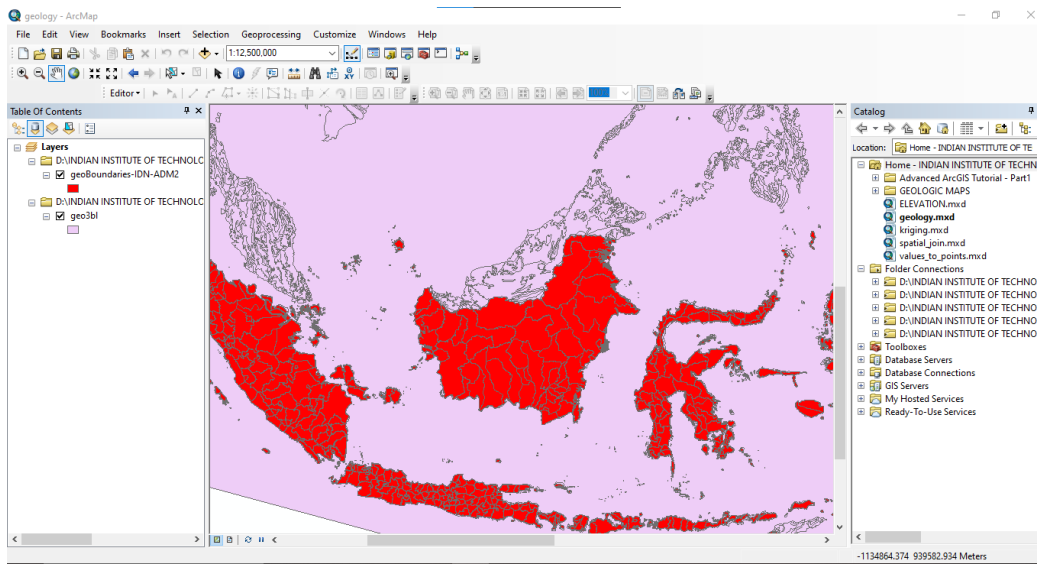 geology - ArcMap
File Edit View Bookmarks Insert Selection Geoprocessing Customize Windows Help
1:12,500,000
Editor
Table Of Contents
Layers
D:\INDIAN INSTITUTE OF TECHNOLC
geoBoundaries-IDN-ADM2
D:\INDIAN INSTITUTE OF TECHNOLC
geo3bl
Catalog
Location: Home - INDIAN INSTITUTE OF TE
Home - INDIAN INSTITUTE OF TECHN
Advanced ArcGIS Tutorial - Part1
GEOLOGIC MAPS
ELEVATION.mxd
geology.mxd
kriging.mxd
spatial_join.mxd
values_to_points.mxd
Folder Connections
D:\INDIAN INSTITUTE OF TECHNO
D:\INDIAN INSTITUTE OF TECHNO
D:\INDIAN INSTITUTE OF TECHNO
D:\INDIAN INSTITUTE OF TECHNO
D:\INDIAN INSTITUTE OF TECHNO
Toolboxes
Database Servers
Database Connections
GIS Servers
My Hosted Services
Ready-To-Use Services
-1134864.374 939582.934 Meters